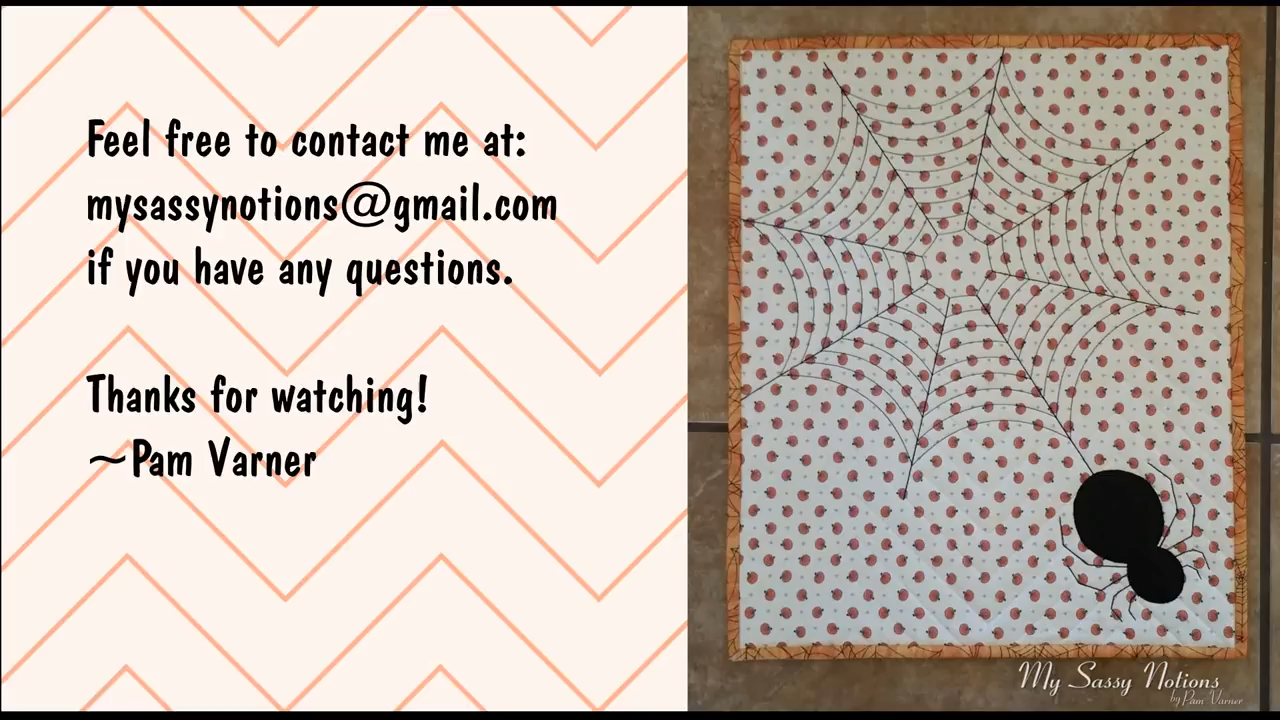 Feel free to contact me at:
mysassynotions@gmail.com
if you have any questions.
Thanks for watching!
~Pam Varner
My Sassy Notions
by Pam Varner